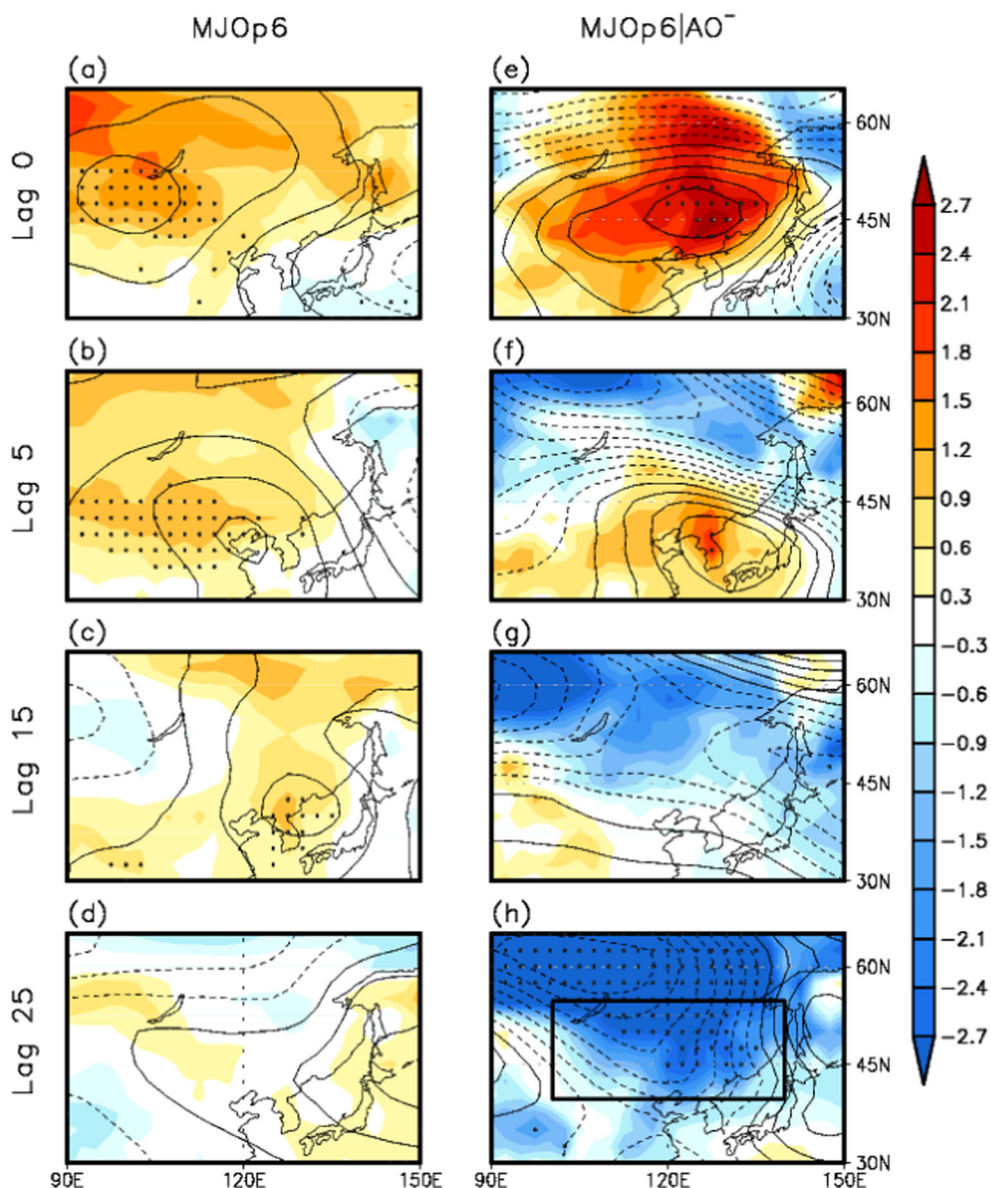 MJOp6 MJOp6|AO⁻
(a) (e)
Lag 0
60N
45N
30N
(b) (f)
Lag 5
60N
45N
30N
(c) (g)
Lag 15
60N
45N
30N
(d) (h)
Lag 25
60N
45N
30N
90E 120E 150E 90E 120E 150E
2.7
2.4
2.1
1.8
1.5
1.2
0.9
0.6
0.3
−0.3
−0.6
−0.9
−1.2
−1.5
−1.8
−2.1
−2.4
−2.7